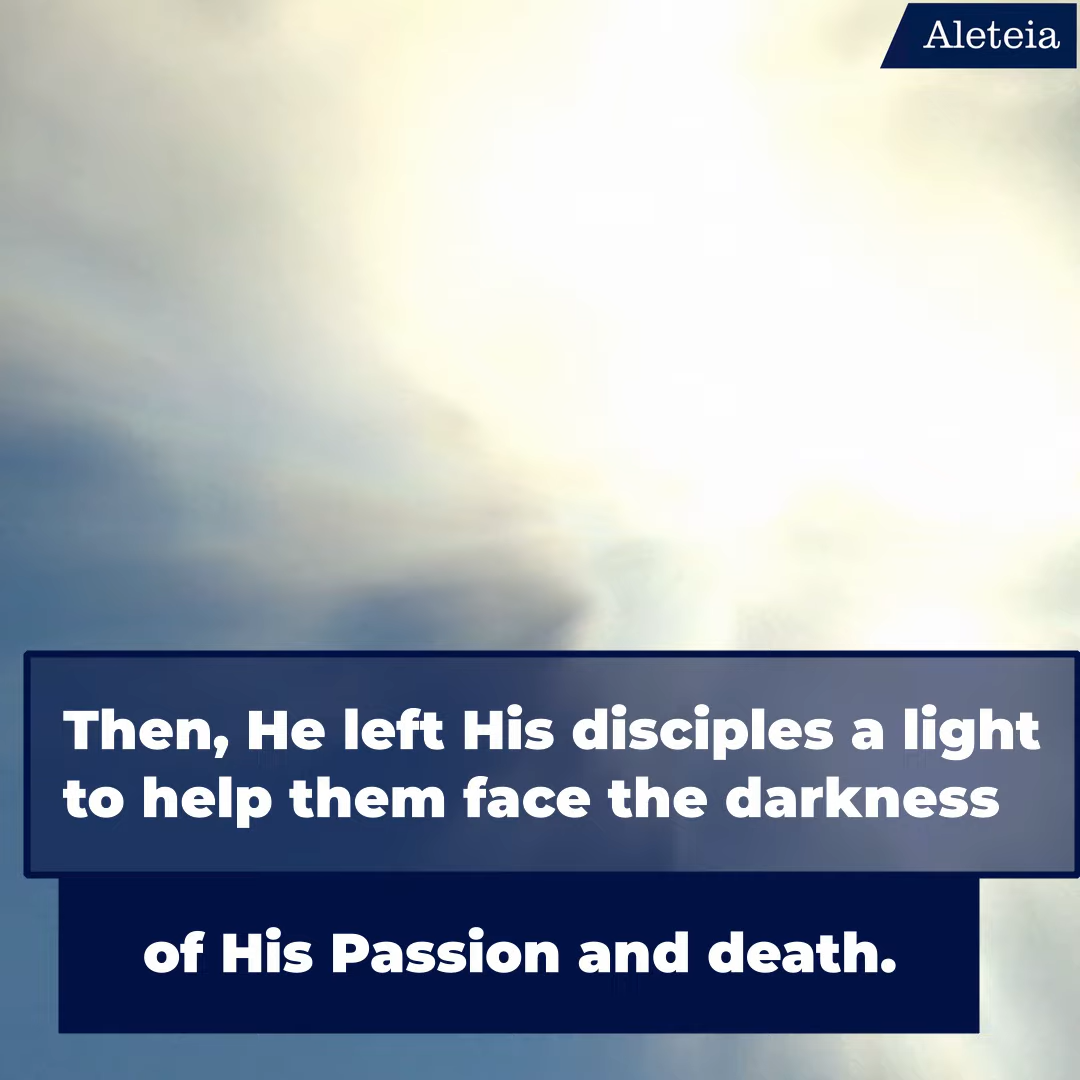 Aleteia
Then, He left His disciples a light
to help them face the darkness
of His Passion and death.